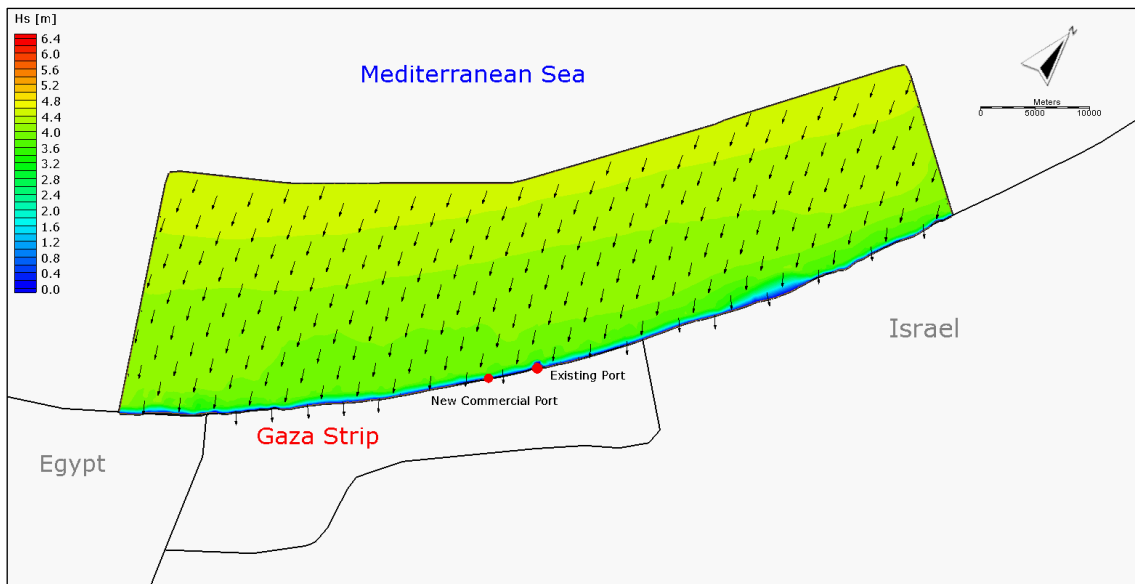 Hs [m]
6.4
6.0
5.6
5.2
4.8
4.4
4.0
3.6
3.2
2.8
2.4
2.0
1.6
1.2
0.8
0.4
0.0
Mediterranean Sea
N
Meters
0 5000 10000
Israel
Existing Port
New Commercial Port
Gaza Strip
Egypt